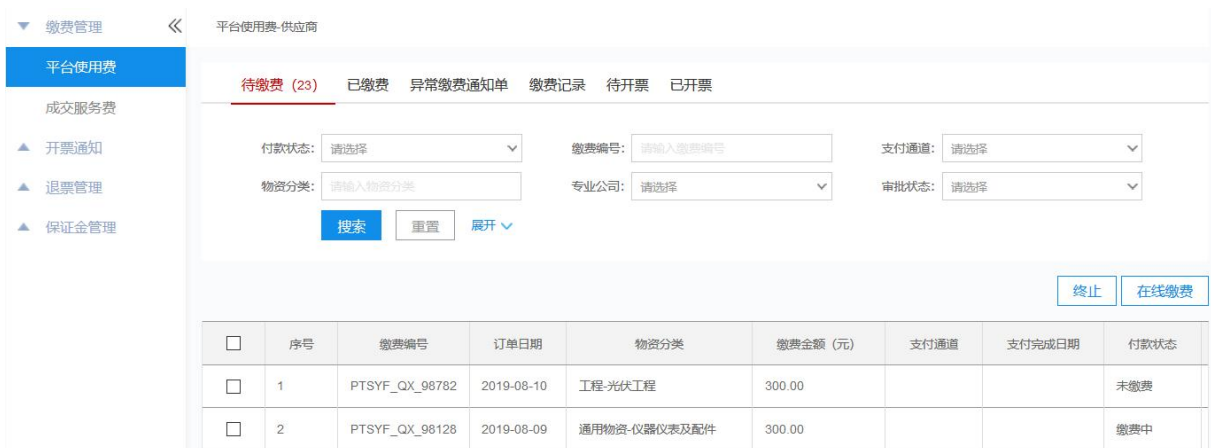 缴费管理
平台使用费
成交服务费
开票通知
退票管理
保证金管理
平台使用费-供应商
待缴费（23） 已缴费 异常缴费通知单 缴费记录 待开票 已开票
付款状态： 请选择 缴费编号： 请输入缴费编号 支付通道： 请选择
物资分类： 请输入物资分类 专业公司： 请选择 审批状态： 请选择
搜索 重置 展开
终止 在线缴费
序号 缴费编号 订单日期 物资分类 缴费金额（元） 支付通道 支付完成日期 付款状态
1 PTSYF_QX_98782 2019-08-10 工程-光伏工程 300.00 未缴费
2 PTSYF_QX_98128 2019-08-09 通用物资-仪器仪表及配件 300.00 缴费中